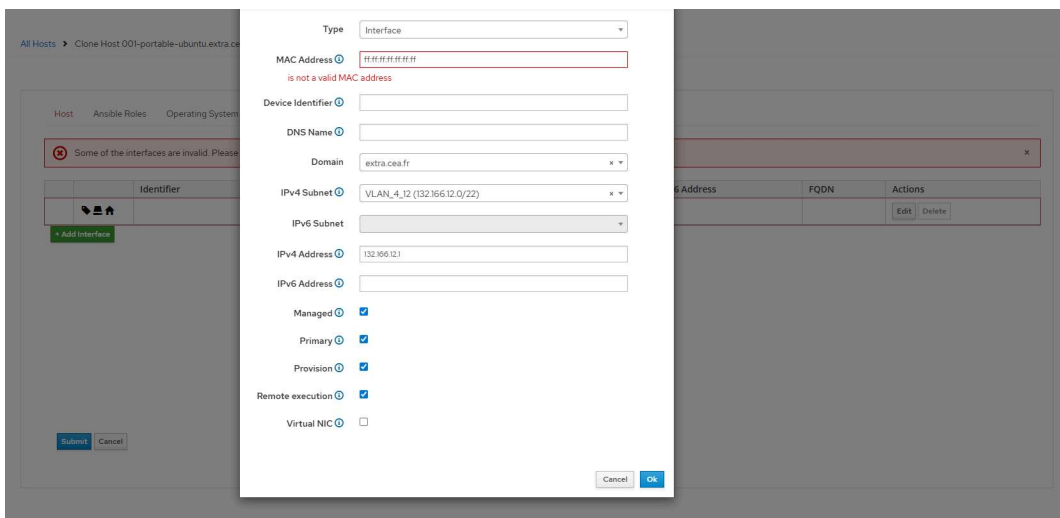 Type Interface
All Hosts > Clone Host 001-portable-ubuntu.extra.ce
MAC Address ff:ff:ff:ff:ff:ff:ff
is not a valid MAC address
Device Identifier
Host Ansible Roles Operating System
DNS Name
Some of the interfaces are invalid. Please
Domain extra.cea.fr
Identifier
IPv4 Subnet VLAN_4_12 (132.166.12.0/22)
6 Address FQDN Actions
Edit Delete
IPv6 Subnet
+ Add Interface
IPv4 Address 132.166.12.1
IPv6 Address
Managed
Primary
Provision
Remote execution
Virtual NIC
Submit Cancel
Cancel Ok